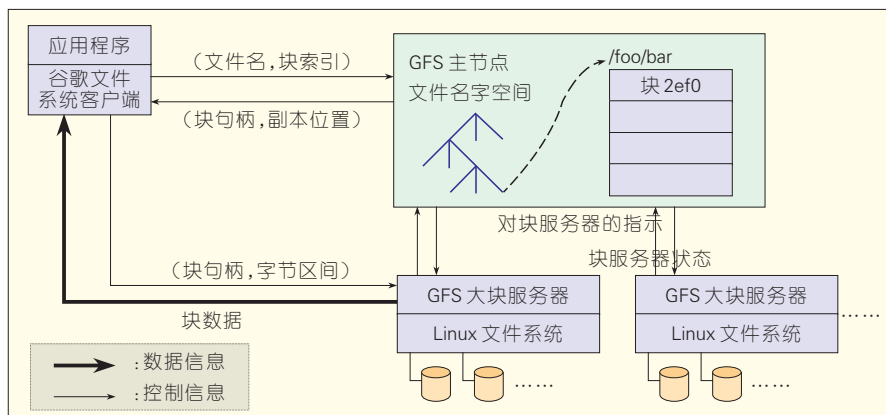 应用程序
谷歌文件
系统客户端
(文件名,块索引)
(块句柄,副本位置)
GFS 主节点
文件名字空间
/foo/bar
块 2ef0
对块服务器的指示
块服务器状态
(块句柄,字节区间)
块数据
GFS 大块服务器
Linux 文件系统
……
GFS 大块服务器
Linux 文件系统
……
……
:数据信息
:控制信息